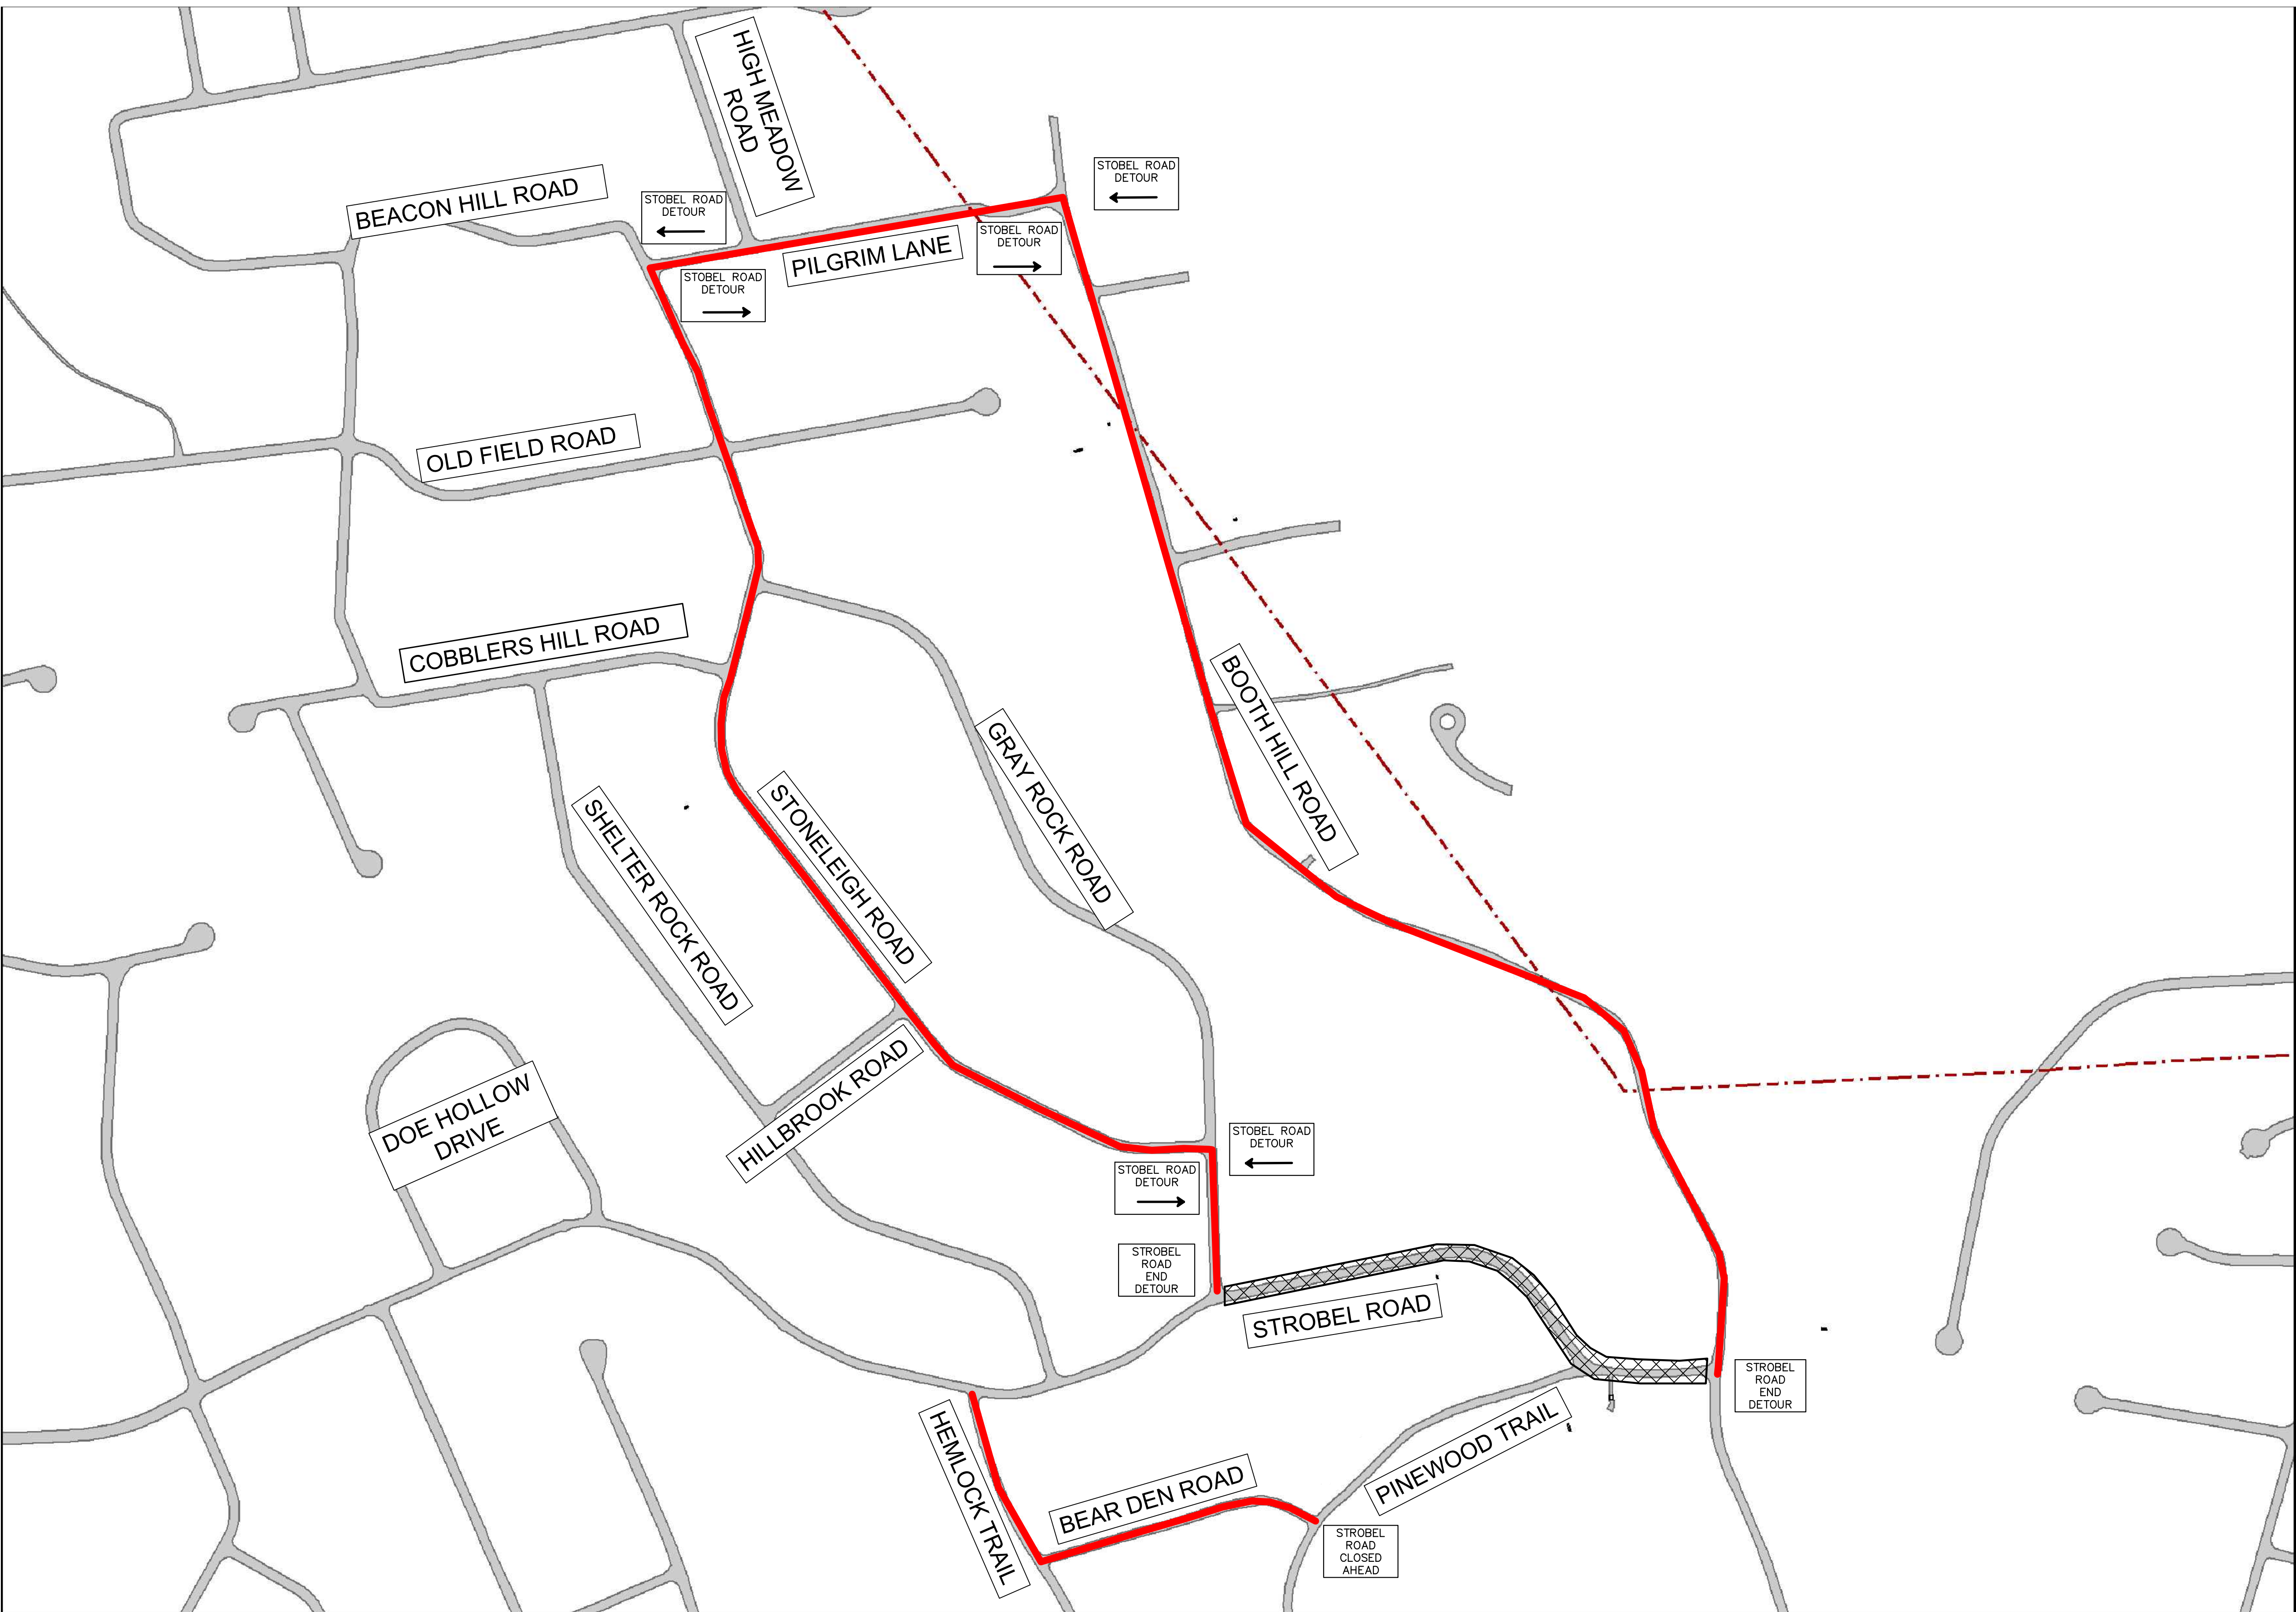 HIGH MEADOW
ROAD
BEACON HILL ROAD
STOBEL ROAD
DETOUR
STOBEL ROAD
DETOUR
PILGRIM LANE
STOBEL ROAD
DETOUR
STOBEL ROAD
DETOUR
OLD FIELD ROAD
COBBLERS HILL ROAD
BOOTH HILL ROAD
GRAY ROCK ROAD
STONELEIGH ROAD
SHELTER ROCK ROAD
HILLBROOK ROAD
DOE HOLLOW
DRIVE
STOBEL ROAD
DETOUR
STOBEL ROAD
DETOUR
STROBEL
ROAD
END
DETOUR
STROBEL ROAD
STROBEL
ROAD
END
DETOUR
PINEWOOD TRAIL
HEMLOCK TRAIL
BEAR DEN ROAD
STROBEL
ROAD
CLOSED
AHEAD